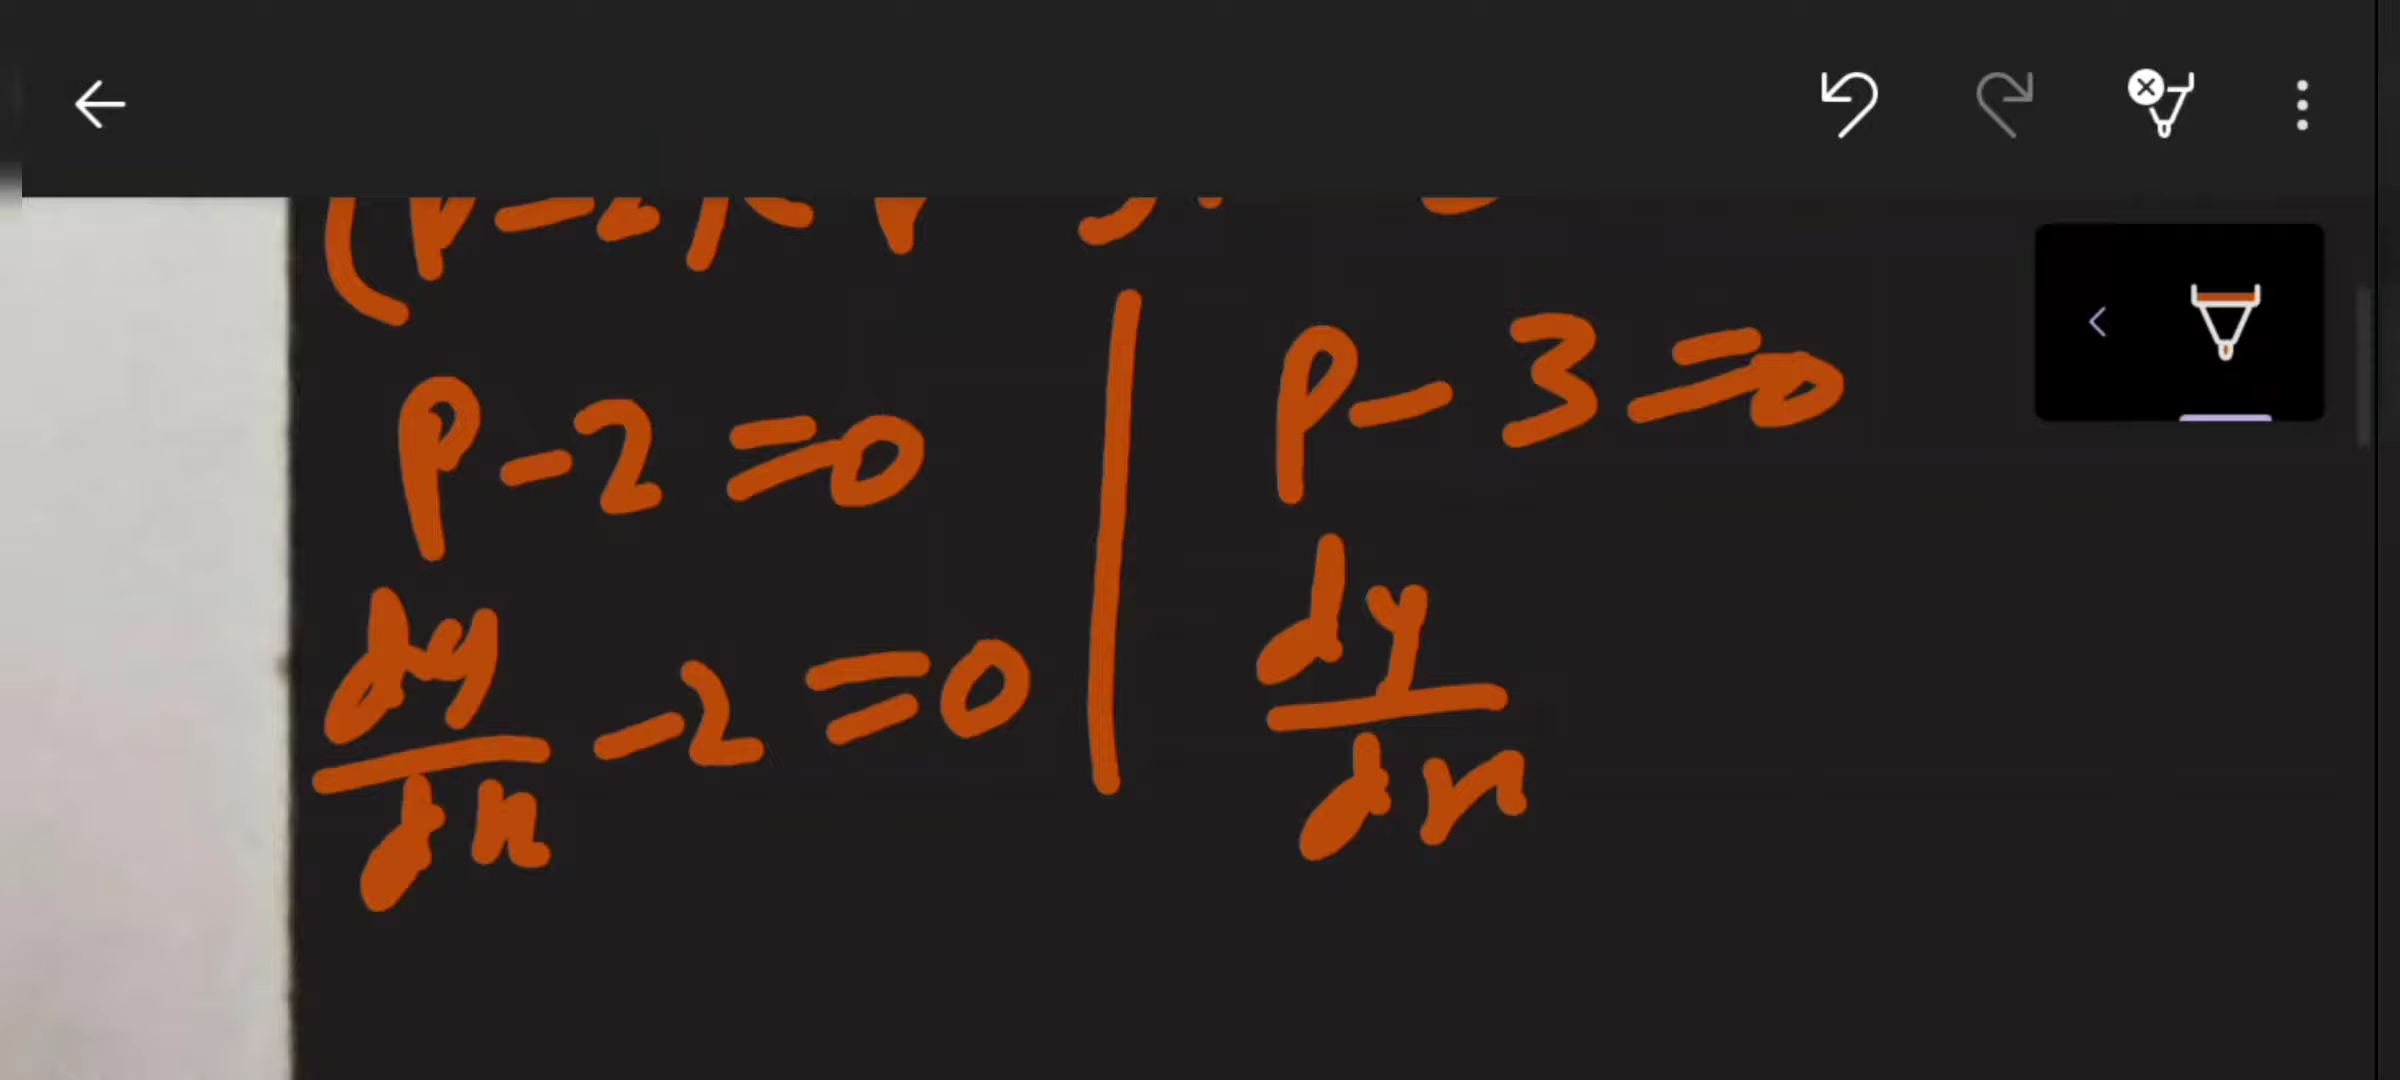 p-2=0 | p-3=0
dy/dx -2=0 | dy/dx